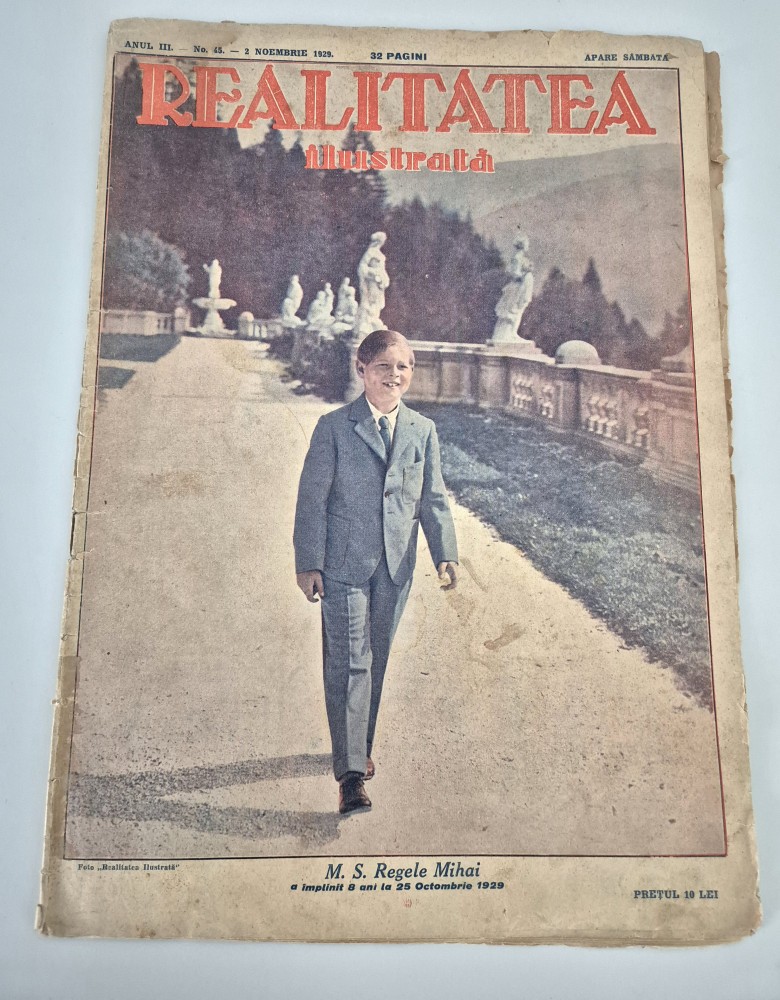 ANUL III. — No. 45. — 2 NOEMBRIE 1929. 32 PAGINI APARE SÂMBATA
REALITATEA
ilustrată
Foto „Realitatea Ilustrată"
M. S. Regele Mihai
a împlinit 8 ani la 25 Octombrie 1929
PREȚUL 10 LEI